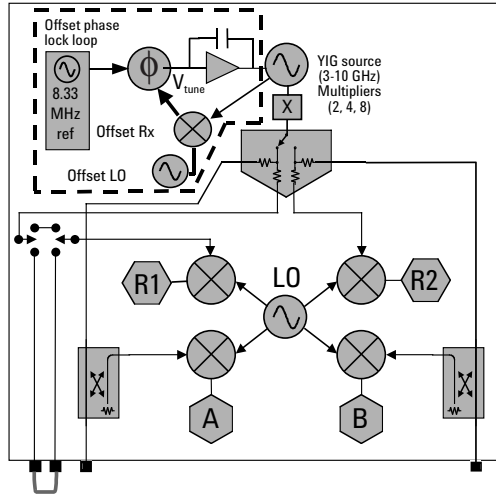 Offset phase
lock loop
ϕ
V tune
8.33
MHz
ref
Offset Rx
Offset LO
YIG source
(3-10 GHz)
Multipliers
(2, 4, 8)
X
R1
LO
R2
A
B